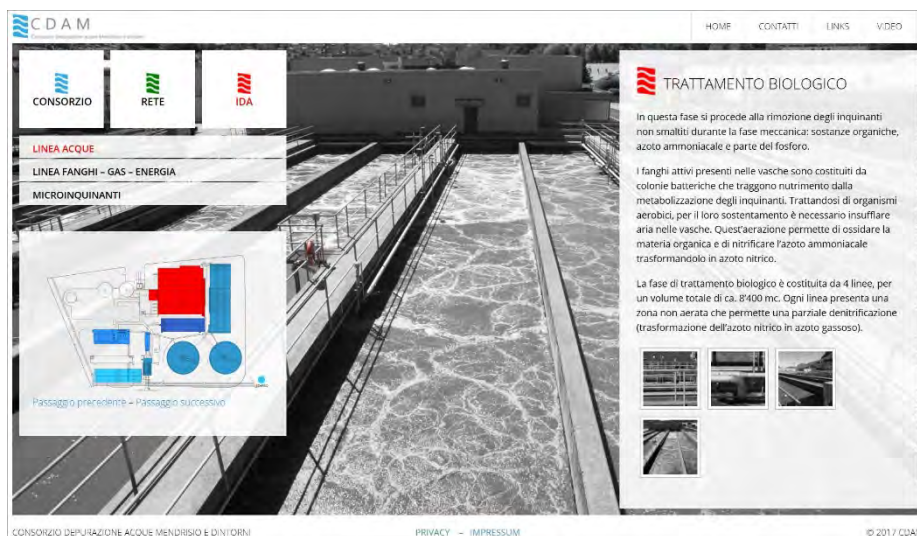 CDAM
HOME CONTATTI LINKS VIDEO
CONSORZIO RETE IDA
LINEA ACQUE
LINEA FANGHI – GAS – ENERGIA
MICROINQUINANTI
Passaggio precedente – Passaggio successivo
TRATTAMENTO BIOLOGICO
In questa fase si procede alla rimozione degli inquinanti
non smaltiti durante la fase meccanica: sostanze organiche,
azoto ammoniacale e parte del fosforo.
I fanghi attivi presenti nelle vasche sono costituiti da
colonie batteriche che traggono nutrimento dalla
metabolizzazione degli inquinanti. Trattandosi di organismi
aerobici, per il loro sostentamento è necessario insufflare
aria nelle vasche. Quest'aerazione permette di ossidare la
materia organica e di nitrificare l'azoto ammoniacale
trasformandolo in azoto nitrico.
La fase di trattamento biologico è costituita da 4 linee, per
un volume totale di ca. 8'400 mc. Ogni linea presenta una
zona non aerata che permette una parziale denitrificazione
(trasformazione dell'azoto nitrico in azoto gassoso).
CONSORZIO DEPURAZIONE ACQUE MENDRISIO E DINTORNI
PRIVACY – IMPRESSUM
© 2017 CDAM